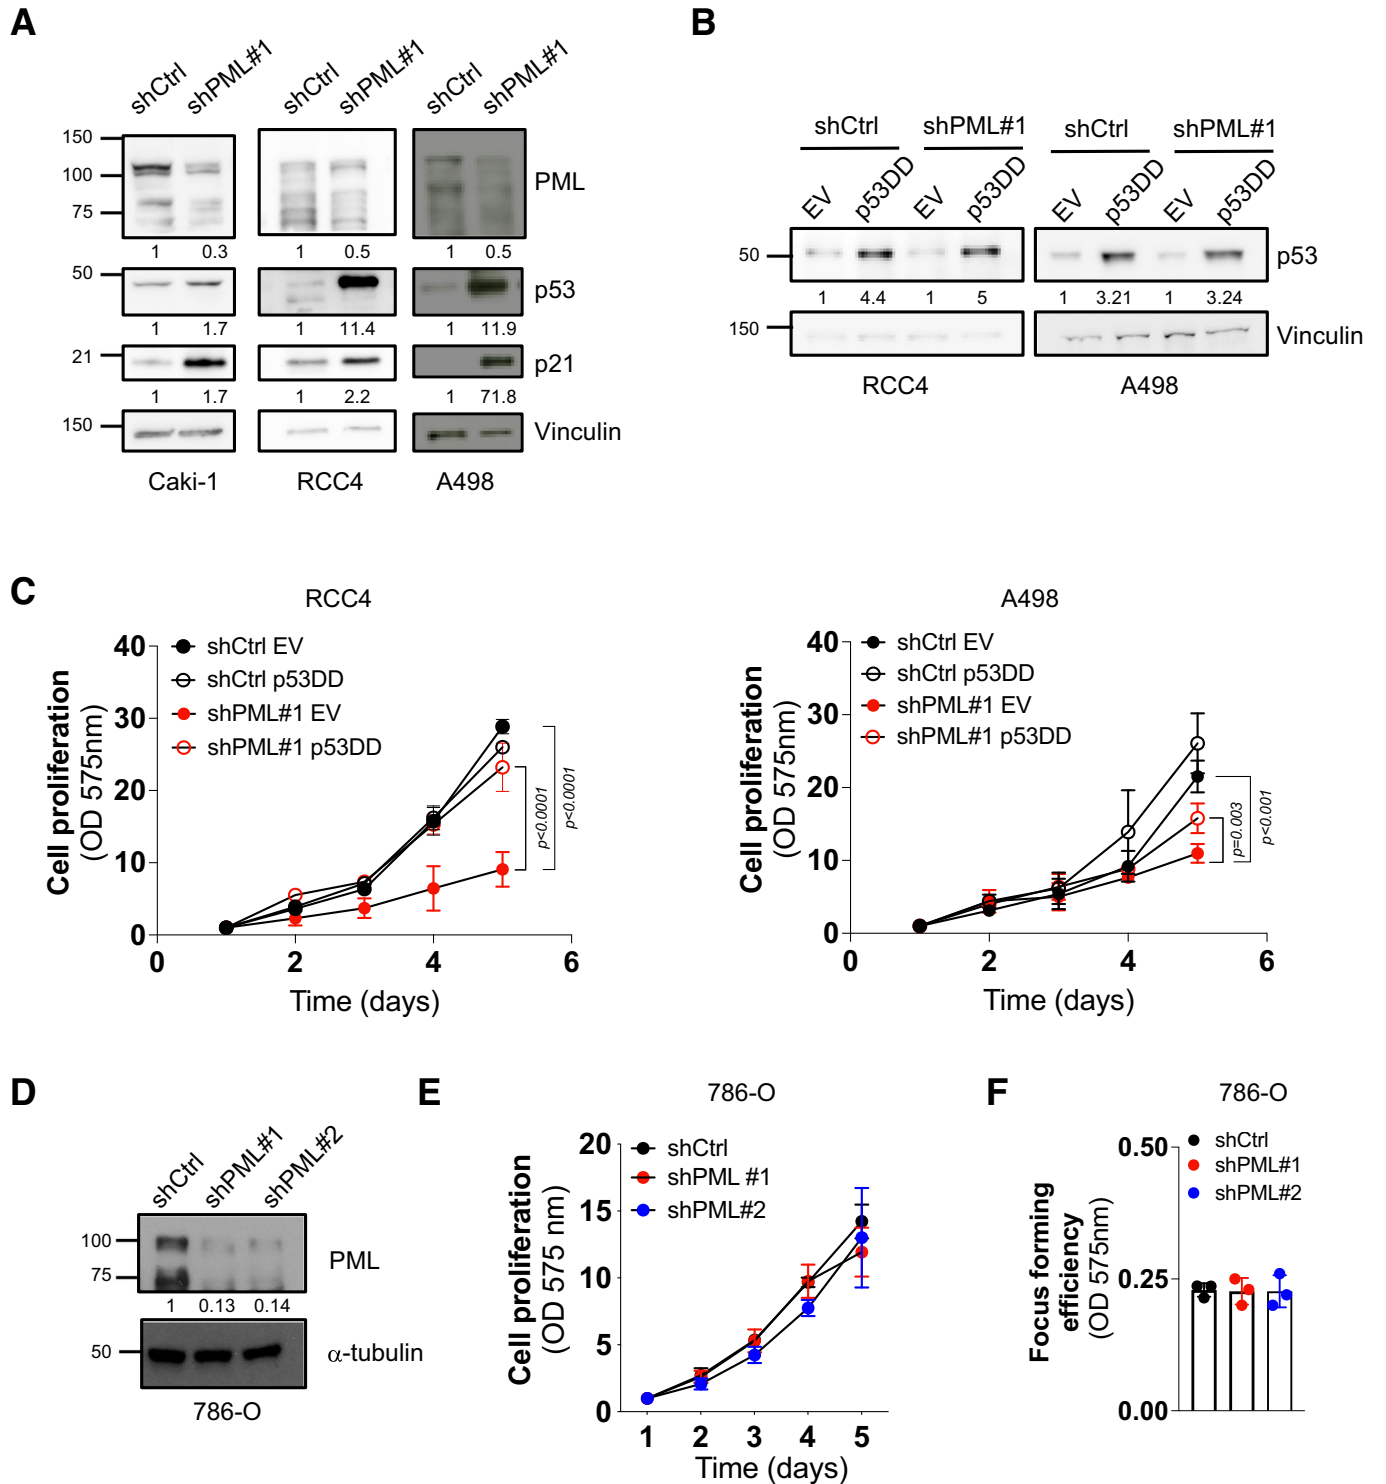 A
shCtrl shPML#1 shCtrl shPML#1 shCtrl shPML#1
150
100
75
PML
1 0.3 1 0.5 1 0.5
50
p53
1 1.7 1 11.4 1 11.9
21
p21
1 1.7 1 2.2 1 71.8
150
Vinculin
Caki-1 RCC4 A498
B
shCtrl shPML#1 shCtrl shPML#1
EV p53DD EV p53DD EV p53DD EV p53DD
50
p53
1 4.4 1 5 1 3.21 1 3.24
150
Vinculin
RCC4 A498
C
RCC4
shCtrl EV
shCtrl p53DD
shPML#1 EV
shPML#1 p53DD
Cell proliferation
(OD 575nm)
40
30
20
10
0
0 2 4 6
Time (days)
p<0.0001
p<0.0001
A498
shCtrl EV
shCtrl p53DD
shPML#1 EV
shPML#1 p53DD
Cell proliferation
(OD 575nm)
40
30
20
10
0
0 2 4 6
Time (days)
p=0.003
p<0.001
D
shCtrl shPML#1 shPML#2
100
75
PML
1 0.13 0.14
50
α-tubulin
786-O
E
786-O
shCtrl
shPML #1
shPML#2
Cell proliferation
(OD 575 nm)
20
15
10
5
0
1 2 3 4 5
Time (days)
F
786-O
shCtrl
shPML#1
shPML#2
Focus forming
efficiency
(OD 575nm)
0.50
0.25
0.00